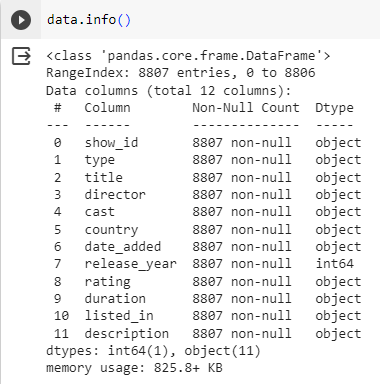 data.info()
<class 'pandas.core.frame.DataFrame'>
RangeIndex: 8807 entries, 0 to 8806
Data columns (total 12 columns):
 #   Column        Non-Null Count  Dtype
---  ------        --------------  -----
 0   show_id       8807 non-null   object
 1   type          8807 non-null   object
 2   title         8807 non-null   object
 3   director      8807 non-null   object
 4   cast          8807 non-null   object
 5   country       8807 non-null   object
 6   date_added    8807 non-null   object
 7   release_year  8807 non-null   int64
 8   rating        8807 non-null   object
 9   duration      8807 non-null   object
 10  listed_in     8807 non-null   object
 11  description   8807 non-null   object
dtypes: int64(1), object(11)
memory usage: 825.8+ KB